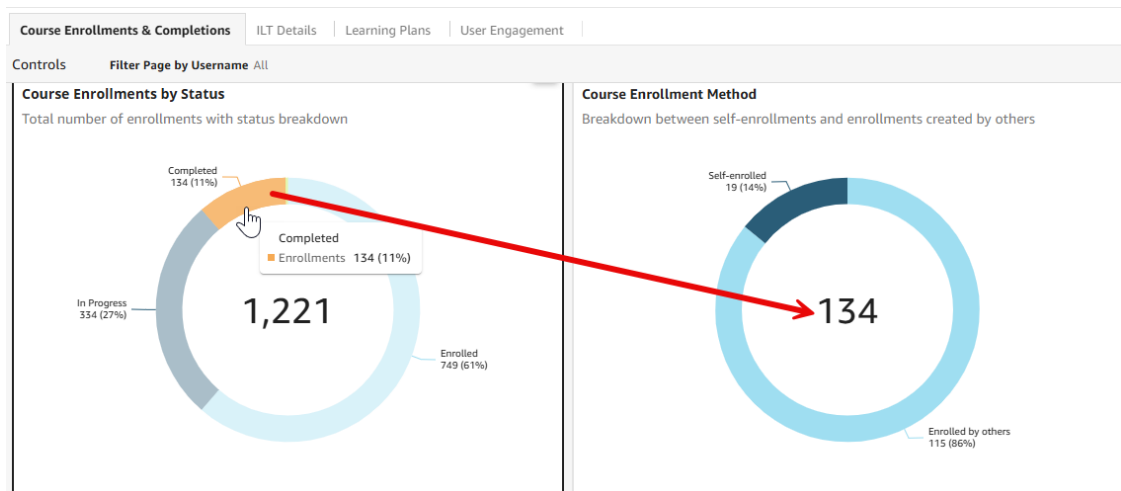 Course Enrollments & Completions
ILT Details
Learning Plans
User Engagement
Controls
Filter Page by Username All
Course Enrollments by Status
Total number of enrollments with status breakdown
Completed
134 (11%)
Completed
Enrollments 134 (11%)
In Progress
334 (27%)
1,221
Enrolled
749 (61%)
Course Enrollment Method
Breakdown between self-enrollments and enrollments created by others
Self-enrolled
19 (14%)
134
Enrolled by others
115 (86%)